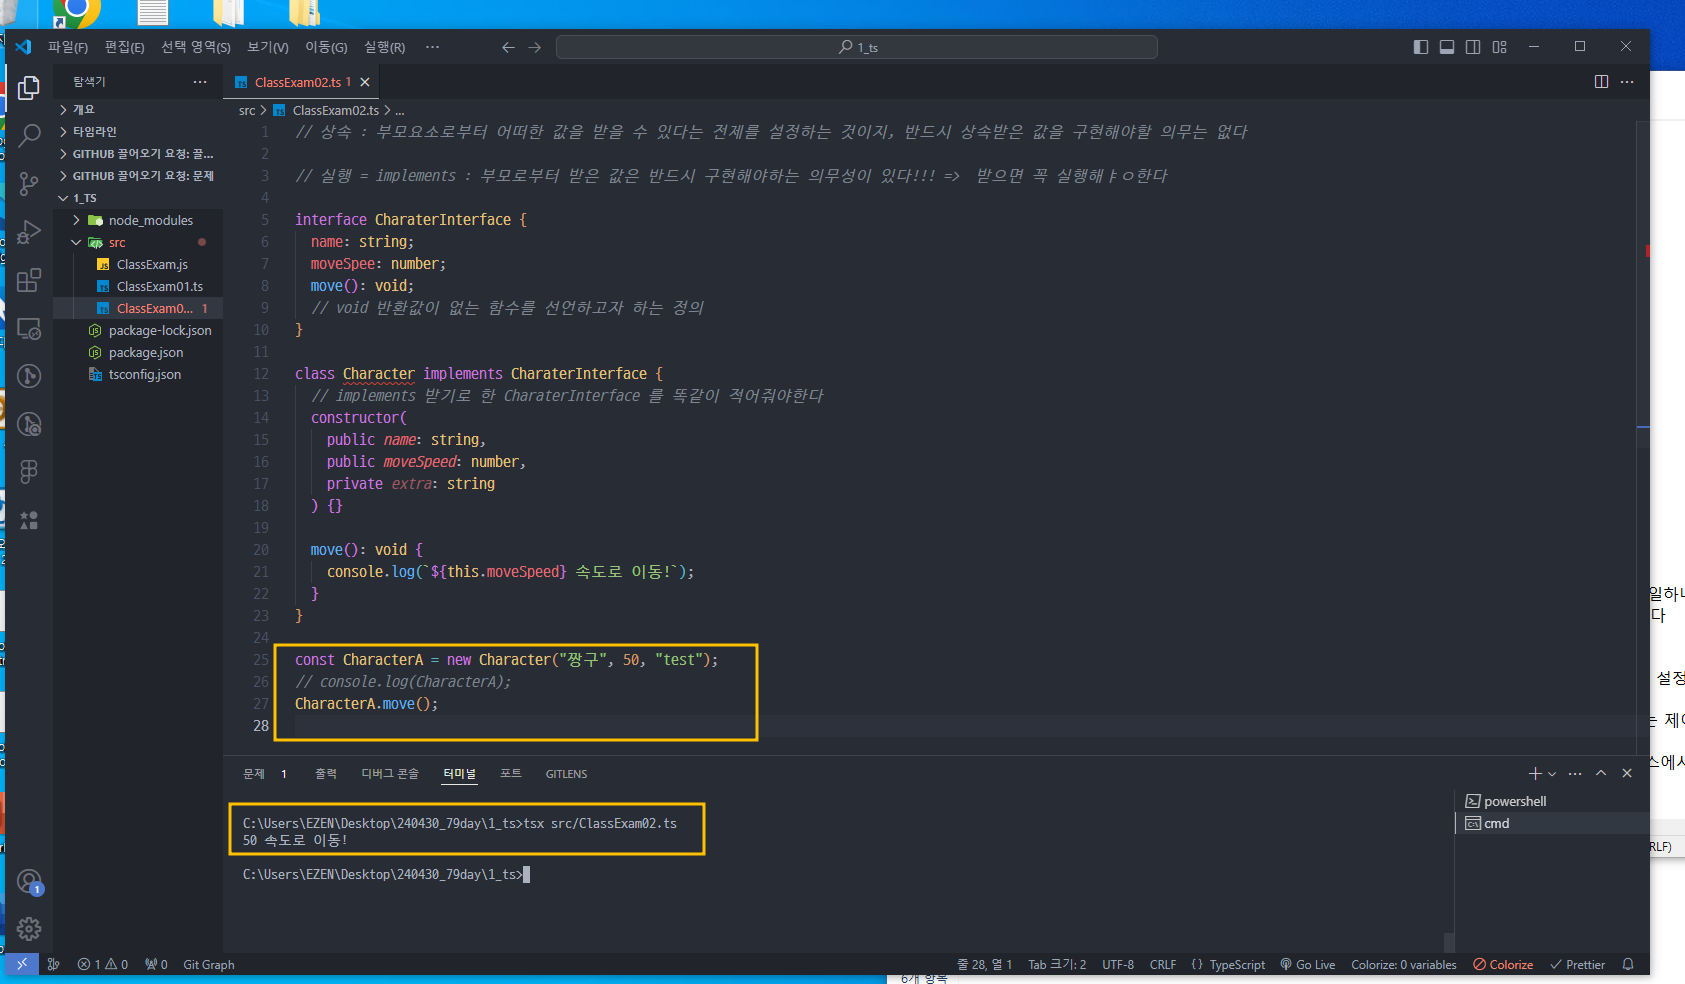 파일(F) 편집(E) 선택 영역(S) 보기(V) 이동(G) 실행(R) ··· 1_ts
탐색기 ···
ClassExam02.ts 1
개요
타임라인
GITHUB 끌어오기 요청: 끌...
GITHUB 끌어오기 요청: 문제
1_TS
node_modules
src
ClassExam.js
ClassExam01.ts
ClassExam0... 1
package-lock.json
package.json
tsconfig.json
src > ClassExam02.ts > ...
1 // 상속 : 부모요소로부터 어떠한 값을 받을 수 있다는 전제를 설정하는 것이지, 반드시 상속받은 값을 구현해야할 의무는 없다
2
3 // 실행 = implements : 부모로부터 받은 값은 반드시 구현해야하는 의무성이 있다!!! => 받으면 꼭 실행해ㅑㅇ한다
4
5 interface CharaterInterface {
6 name: string;
7 moveSpee: number;
8 move(): void;
9 // void 반환값이 없는 함수를 선언하고자 하는 정의
10 }
11
12 class Character implements CharaterInterface {
13 // implements 받기로 한 CharaterInterface 를 똑같이 적어줘야한다
14 constructor(
15 public name: string,
16 public moveSpeed: number,
17 private extra: string
18 ) {}
19
20 move(): void {
21 console.log(`${this.moveSpeed} 속도로 이동!`);
22 }
23 }
24
25 const CharacterA = new Character("짱구", 50, "test");
26 // console.log(CharacterA);
27 CharacterA.move();
28
문제 1 출력 디버그 콘솔 터미널 포트 GITLENS
C:\Users\EZEN\Desktop\240430_79day\1_ts>tsx src/ClassExam02.ts
50 속도로 이동!
C:\Users\EZEN\Desktop\240430_79day\1_ts>
powershell
cmd
1
1 0 0 Git Graph 줄 28, 열 1 Tab 크기: 2 UTF-8 CRLF {} TypeScript Go Live Colorize: 0 variables Colorize Prettier
다
설정
RLF)
6개 항목